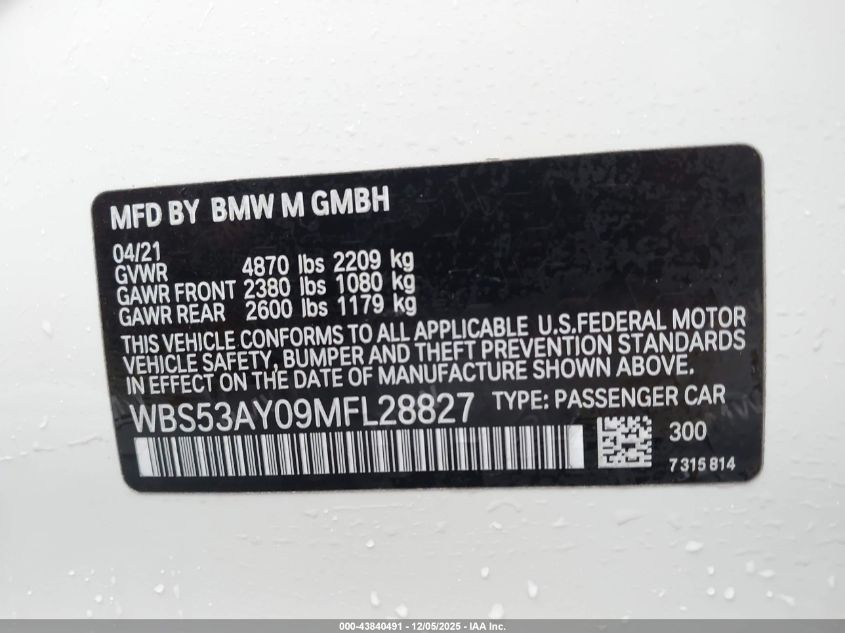 MFD BY BMW M GMBH
04/21
GVWR 4870 lbs 2209 kg
GAWR FRONT 2380 lbs 1080 kg
GAWR REAR 2600 lbs 1179 kg
THIS VEHICLE CONFORMS TO ALL APPLICABLE U.S.FEDERAL MOTOR
VEHICLE SAFETY, BUMPER AND THEFT PREVENTION STANDARDS
IN EFFECT ON THE DATE OF MANUFACTURE SHOWN ABOVE.
WBS53AY09MFL28827 TYPE: PASSENGER CAR
300
7 315 814
000-43840491 - 12/05/2025 - IAA Inc.